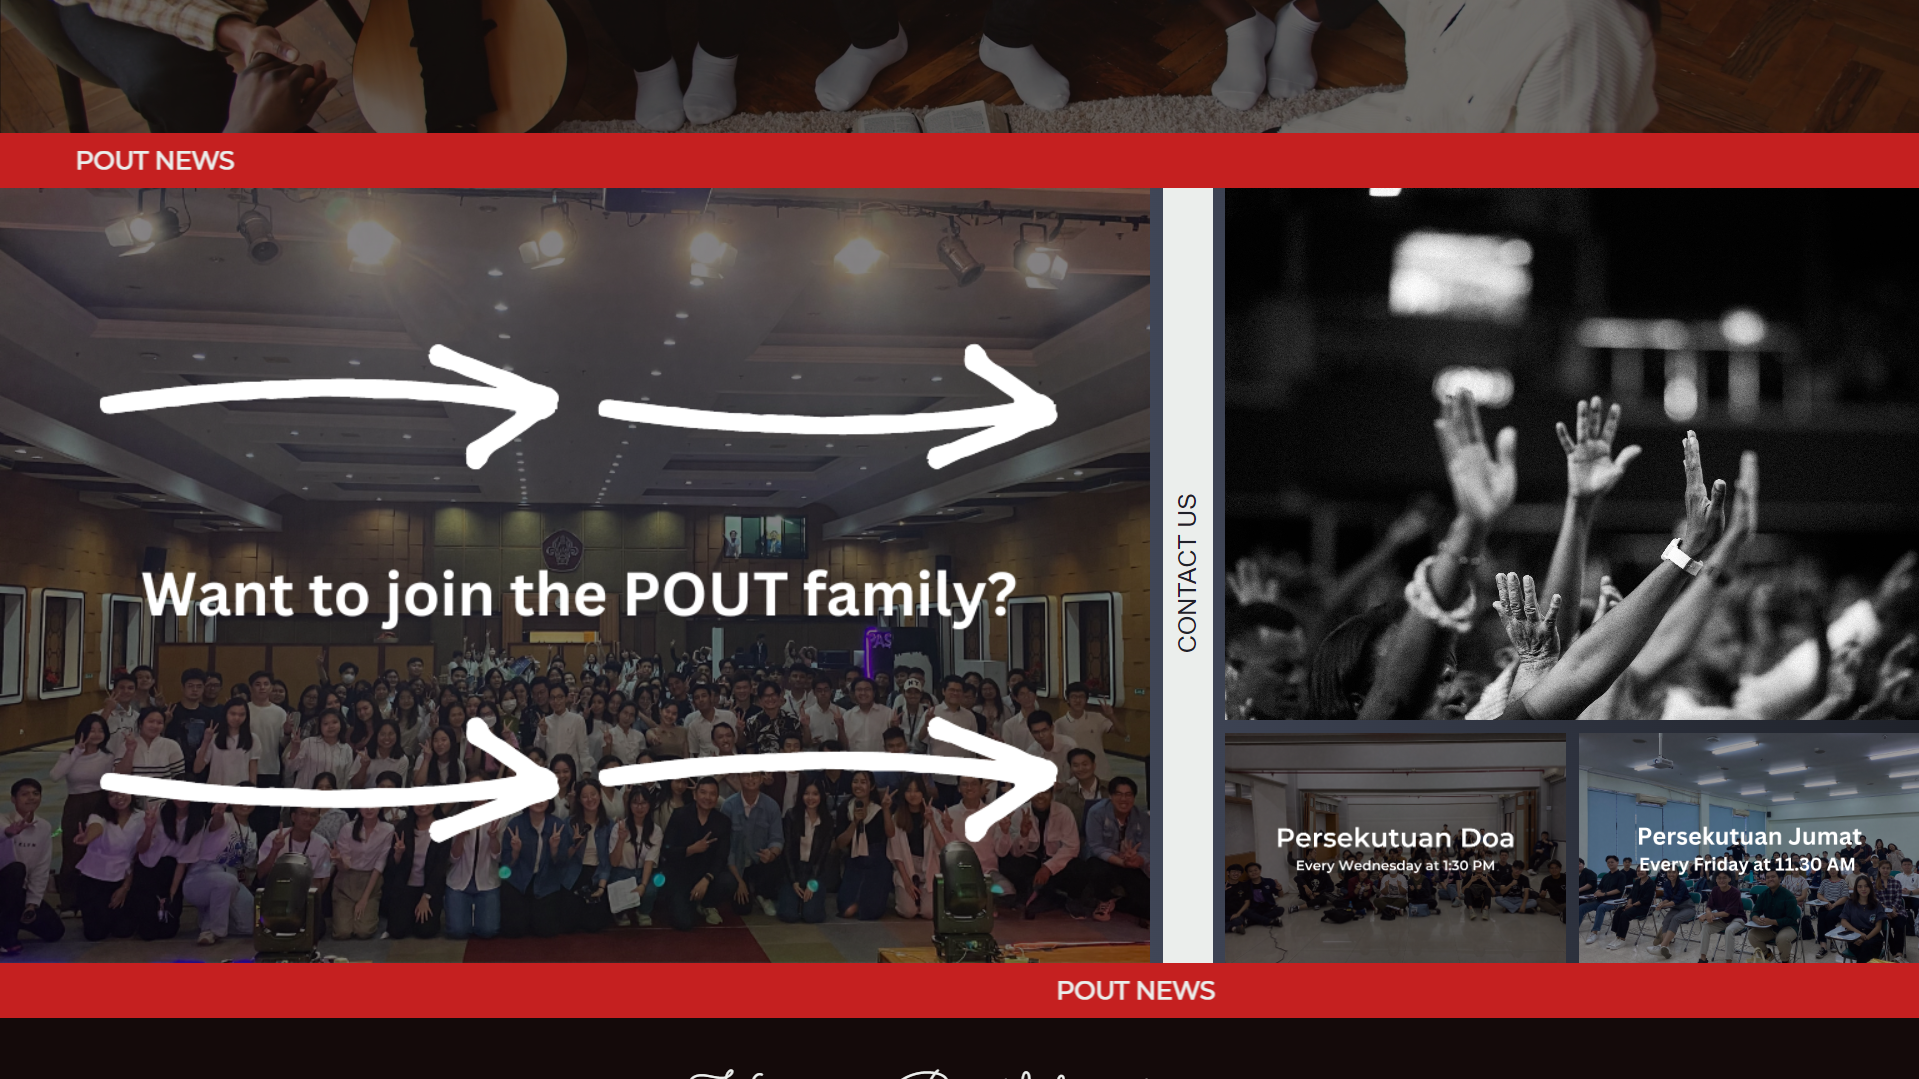 POUT NEWS
Want to join the POUT family?
PAS
CONTACT US
Persekutuan Doa
Every Wednesday at 1:30 PM
Persekutuan Jumat
Every Friday at 11.30 AM
POUT NEWS